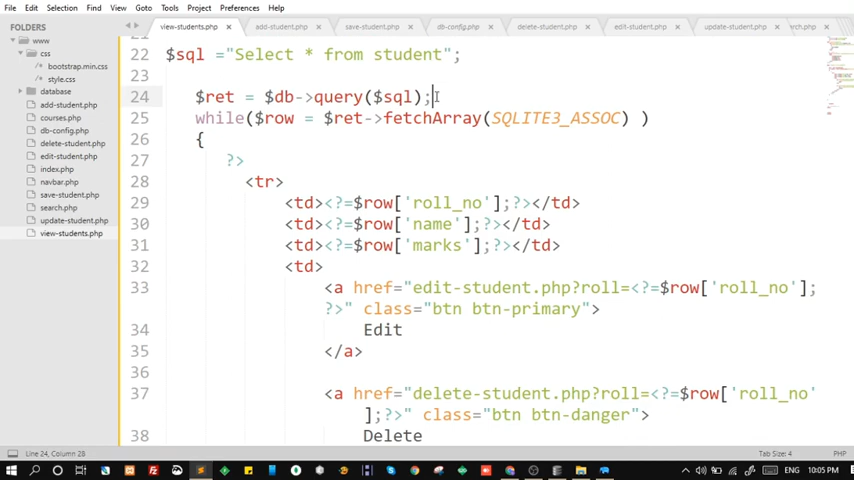 File Edit Selection Find View Goto Tools Project Preferences Help
FOLDERS
www
css
bootstrap.min.css
style.css
database
add-student.php
courses.php
db-config.php
delete-student.php
edit-student.php
index.php
navbar.php
save-student.php
search.php
update-student.php
view-students.php
view-students.php × add-student.php × save-student.php × db-config.php × delete-student.php × edit-student.php × update-student.php ×
22 $sql ="Select * from student";
23
24 $ret = $db->query($sql);
25 while($row = $ret->fetchArray(SQLITE3_ASSOC) )
26 {
27 ?>
28 <tr>
29 <td><?=$row['roll_no'];?></td>
30 <td><?=$row['name'];?></td>
31 <td><?=$row['marks'];?></td>
32 <td>
33 <a href="edit-student.php?roll=<?=$row['roll_no'];
?>" class="btn btn-primary">
34 Edit
35 </a>
36
37 <a href="delete-student.php?roll=<?=$row['roll_no'
];?>" class="btn btn-danger">
38 Delete
Line 24, Column 28 Tab Size: 4 PHP
ENG 10:05 PM